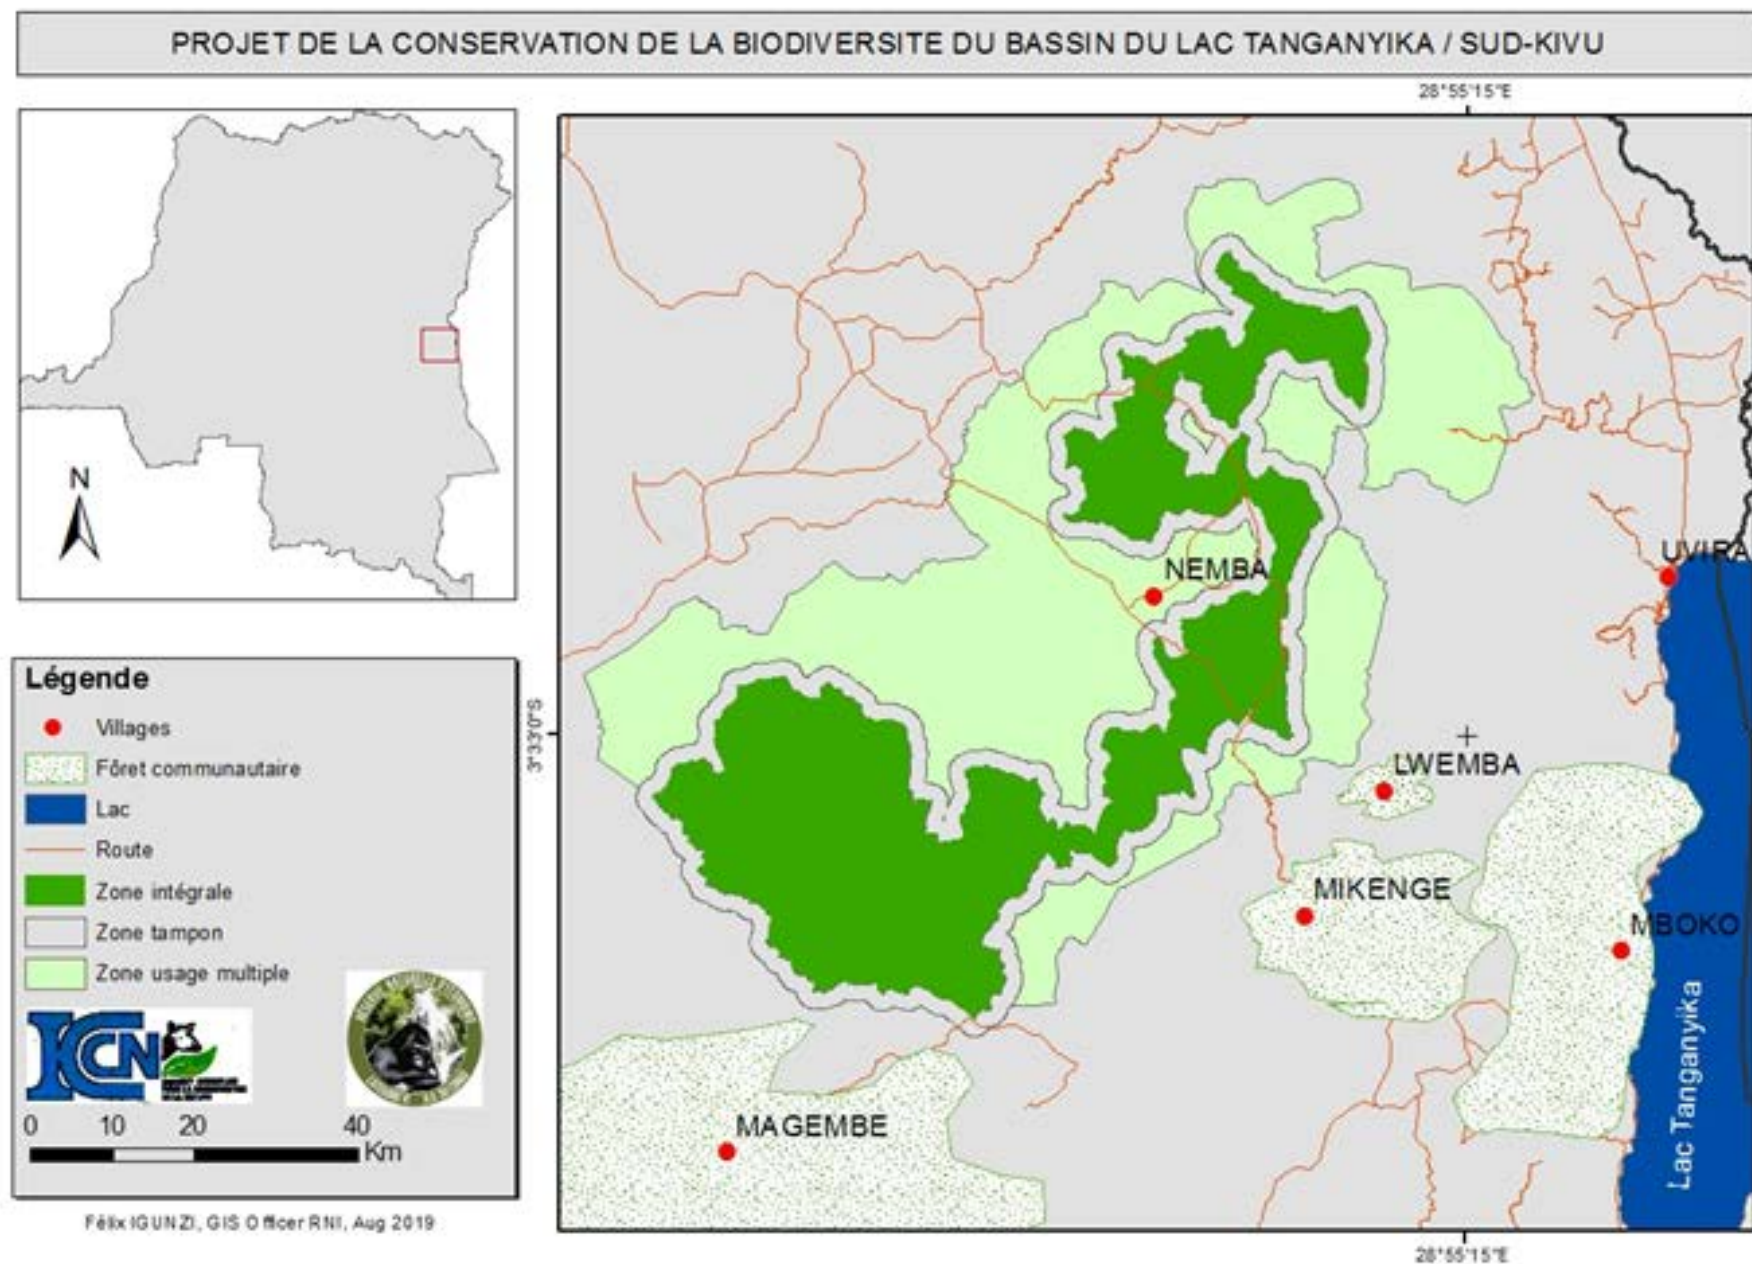 PROJET DE LA CONSERVATION DE LA BIODIVERSITE DU BASSIN DU LAC TANGANYIKA / SUD-KIVU
28°55'15"E
N
UVIRA
NEMBA
Légende
Villages
Fôret communautaire
Lac
Route
Zone intégrale
Zone tampon
Zone usage multiple
3°33'0"S
LWEMBA
MIKENGE
MBOKO
Lac Tanganyika
ICCN
0 10 20 40
Km
MAGEMBE
Félix IGUNZI, GIS Officer RNI, Aug 2019
28°55'15"E